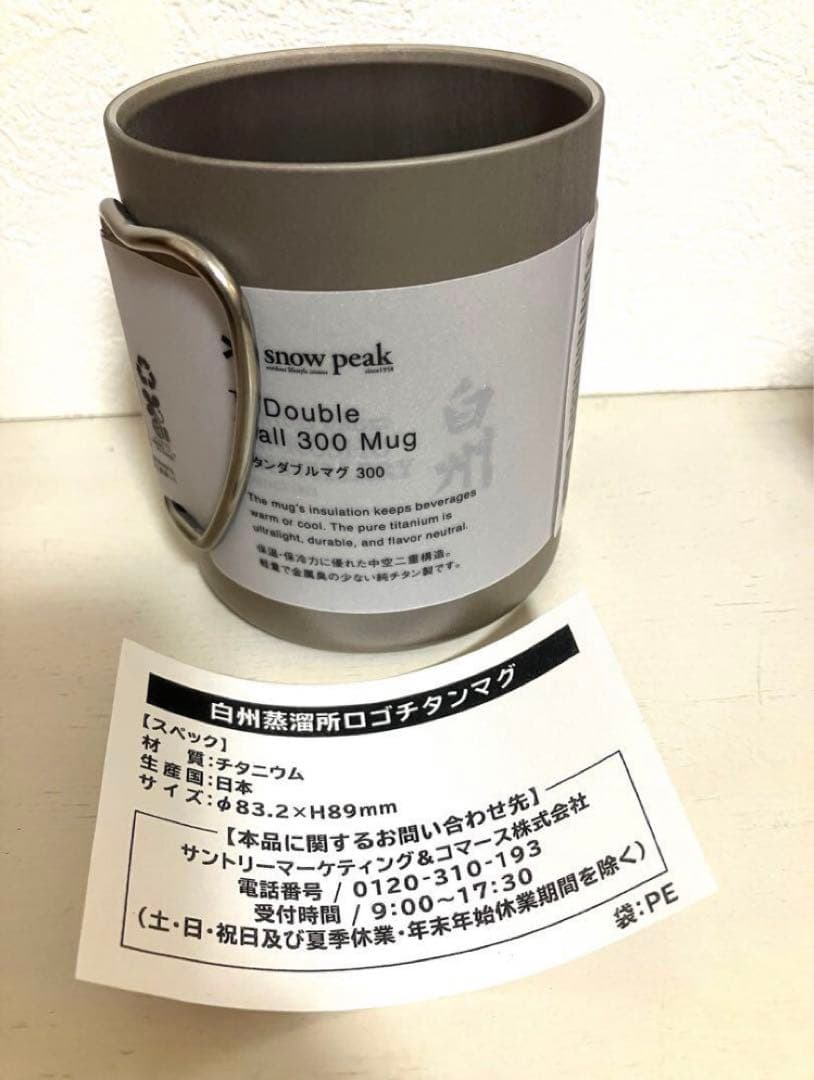 snow peak
outdoor lifestyle creator since1958
Double
all 300 Mug
タンダブルマグ 300
白州
The mug's insulation keeps beverages
warm or cool. The pure titanium is
ultralight, durable, and flavor neutral.
保温・保冷力に優れた中空二重構造。
軽量で金属臭の少ない純チタン製です。
白州蒸溜所ロゴチタンマグ
【スペック】
材 質：チタニウム
生産国：日本
サイズ：φ83.2×H89mm
【本品に関するお問い合わせ先】
サントリーマーケティング&コマース株式会社
電話番号 / 0120-310-193
受付時間 / 9：00～17：30
（土・日・祝日及び夏季休業・年末年始休業期間を除く）
袋：PE